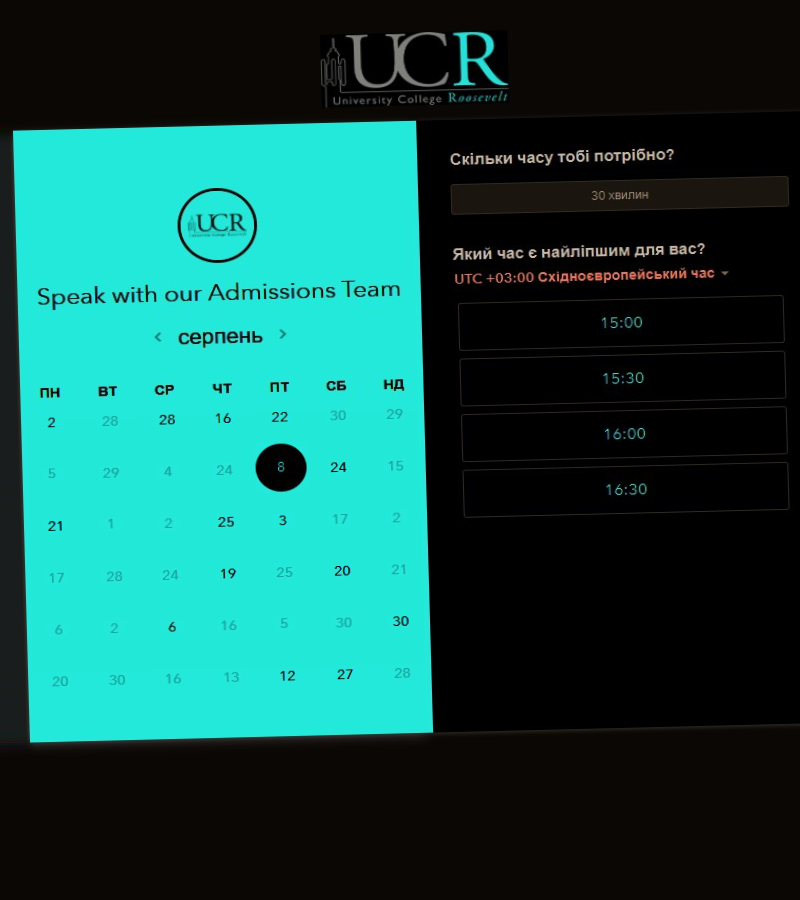 UCR
University College Roosevelt
UCR
Speak with our Admissions Team
серпень
ПН ВТ СР ЧТ ПТ СБ НД
2 28 28 16 22 30 29
5 29 4 24 8 24 15
21 1 2 25 3 17 2
17 28 24 19 25 20 21
6 2 6 16 5 30 30
20 30 16 13 12 27 28
Скільки часу тобі потрібно?
30 хвилин
Який час є найліпшим для вас?
UTC +03:00 Східноєвропейський час
15:00
15:30
16:00
16:30